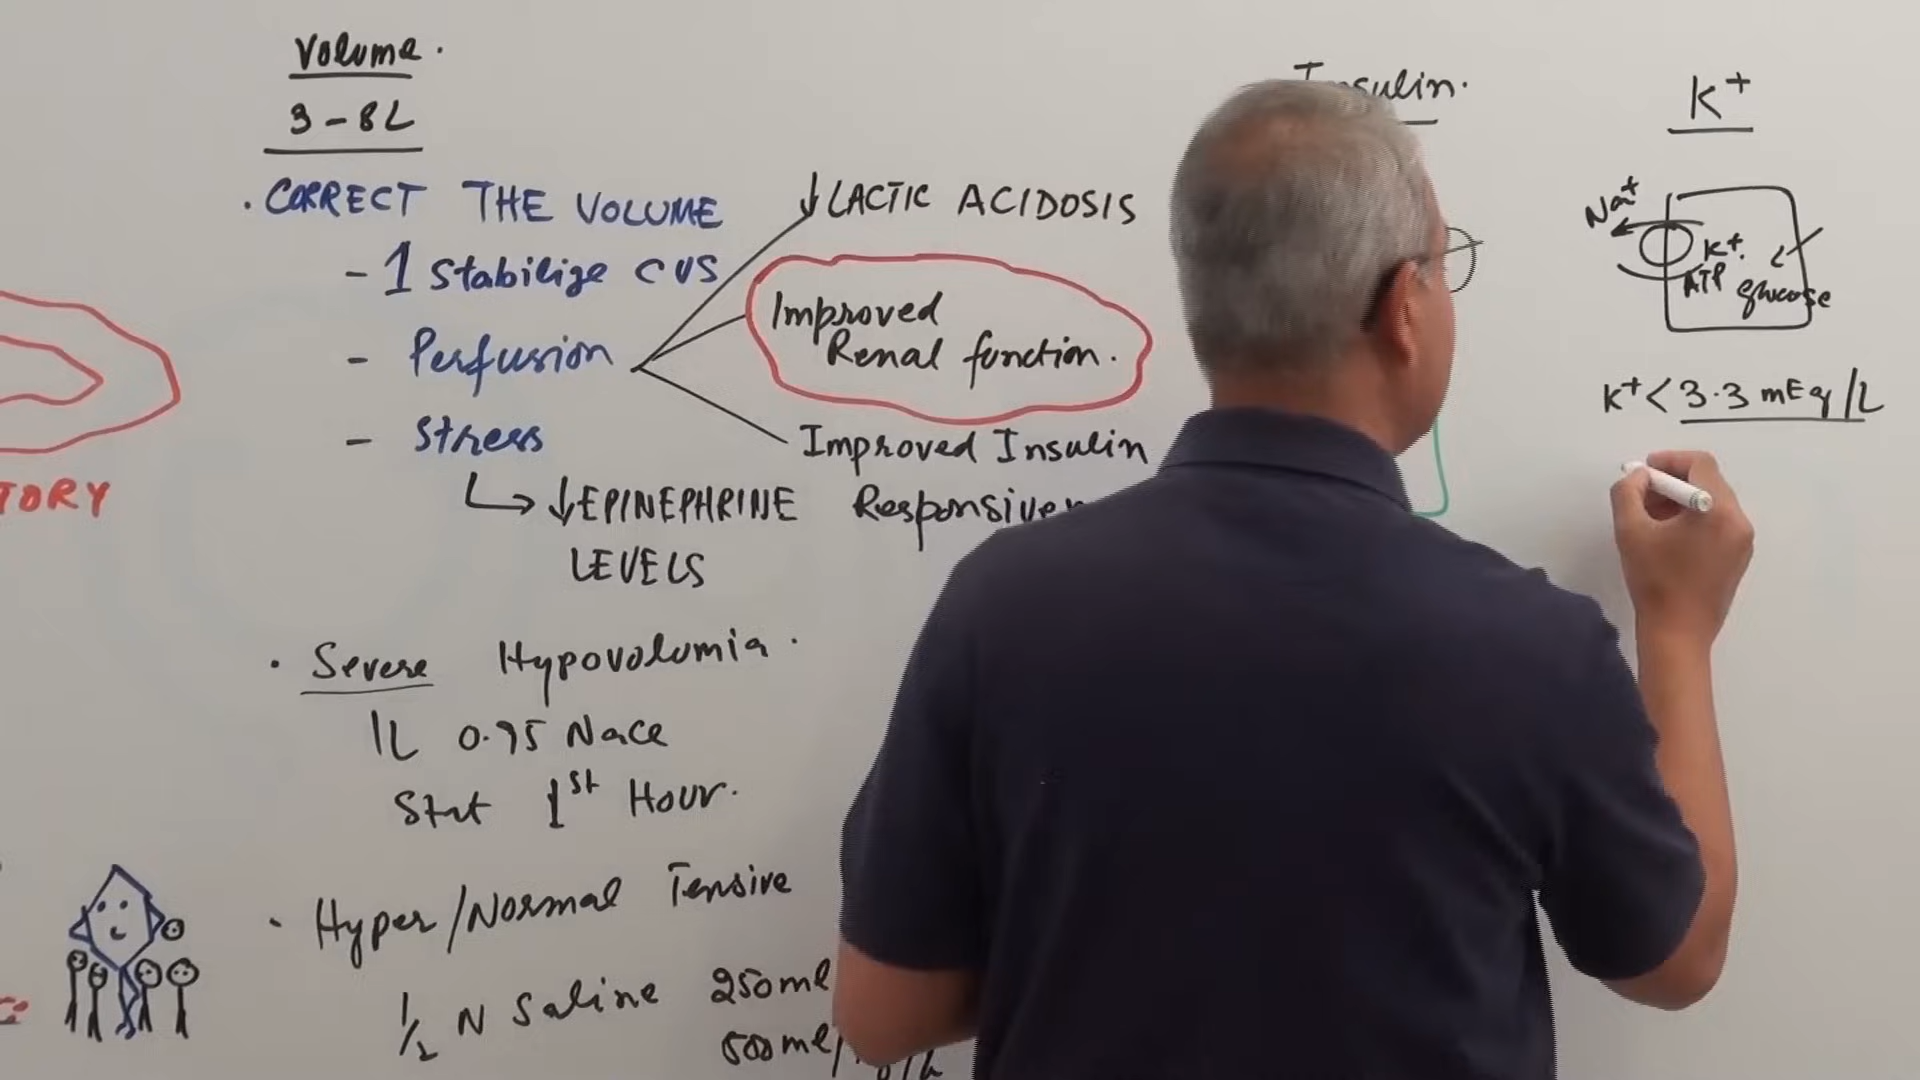 Volume.
3-8L
. CORRECT THE VOLUME
- 1 Stabilize CVS
- Perfusion
- Stress
↓EPINEPHRINE
LEVELS
↓LACTIC ACIDOSIS
Improved
Renal function.
Improved Insulin
. Severe Hypovolumia.
1L 0.95 Nacl
Stat 1st Hour.
. Hyper/Normal Tensive
1/2 N Saline 250ml
500ml/
TORY
K+
Na+
K+.
ATP glucose
K+ < 3.3 mEq/L